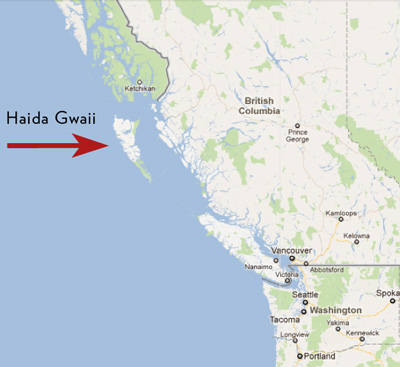 Ketchikan
Haida Gwaii
British
Columbia
Prince
George
Kamloops
Kelowna
Vancouver
Nanaimo
Abbotsford
Victoria
Seattle
Spoka
Tacoma
Washington
Yakima
Longview
Kennewick
Portland